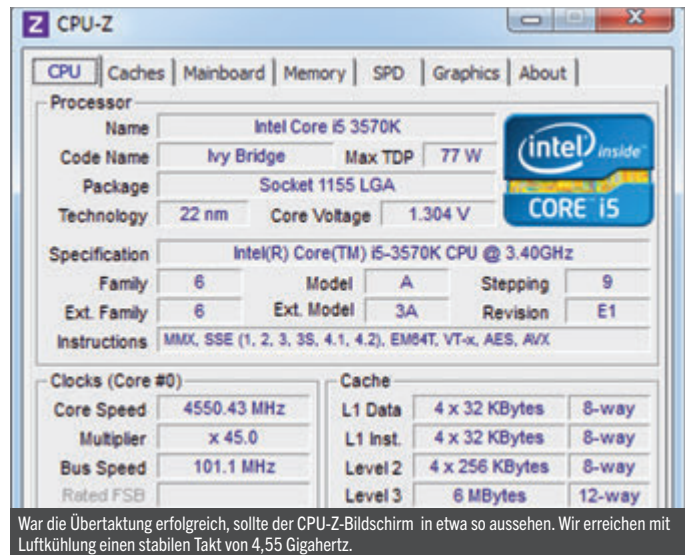 CPU-Z
CPU Caches Mainboard Memory SPD Graphics About
Processor
Name Intel Core i5 3570K
Code Name Ivy Bridge Max TDP 77 W
Package Socket 1155 LGA
Technology 22 nm Core Voltage 1.304 V
intel inside
CORE i5
Specification Intel(R) Core(TM) i5-3570K CPU @ 3.40GHz
Family 6 Model A Stepping 9
Ext. Family 6 Ext. Model 3A Revision E1
Instructions MMX, SSE (1, 2, 3, 3S, 4.1, 4.2), EM64T, VT-x, AES, AVX
Clocks (Core #0)
Core Speed 4550.43 MHz
Multiplier x 45.0
Bus Speed 101.1 MHz
Rated FSB
Cache
L1 Data 4 x 32 KBytes 8-way
L1 Inst. 4 x 32 KBytes 8-way
Level 2 4 x 256 KBytes 8-way
Level 3 6 MBytes 12-way
War die Übertaktung erfolgreich, sollte der CPU-Z-Bildschirm in etwa so aussehen. Wir erreichen mit
Luftkühlung einen stabilen Takt von 4,55 Gigahertz.